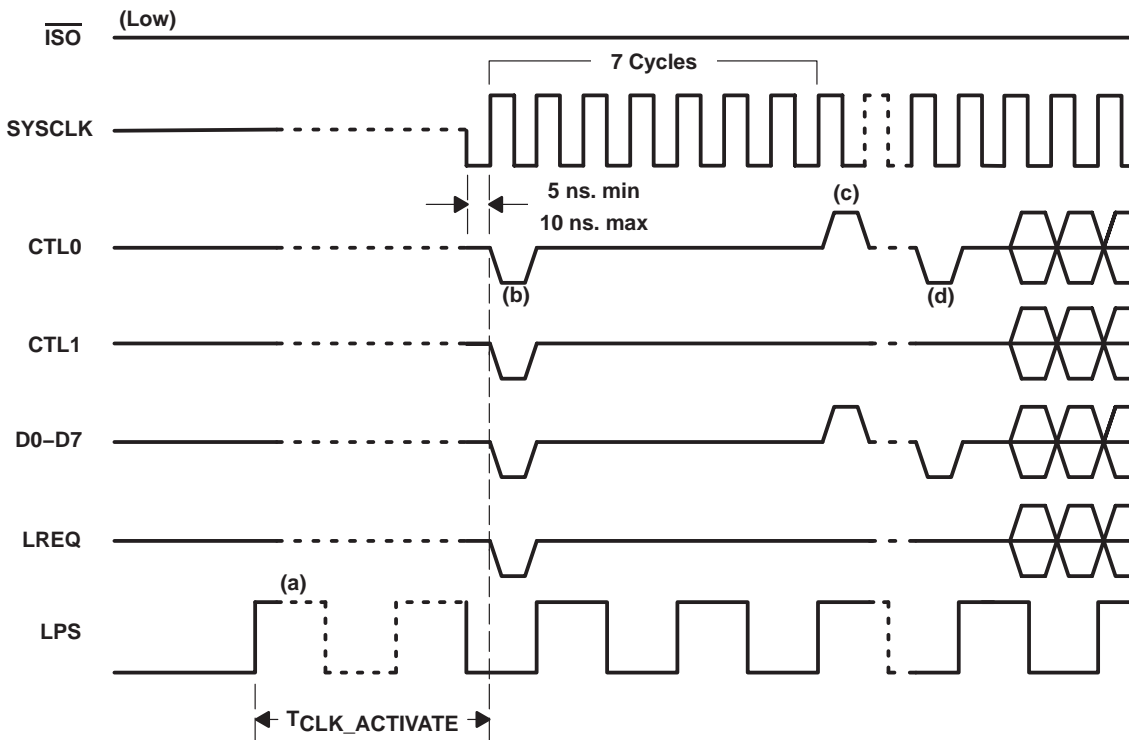 (Low)
ISO
7 Cycles
SYSCLK
5 ns. min
10 ns. max
(c)
CTL0
(b)
(d)
CTL1
D0–D7
LREQ
(a)
LPS
TCLK_ACTIVATE